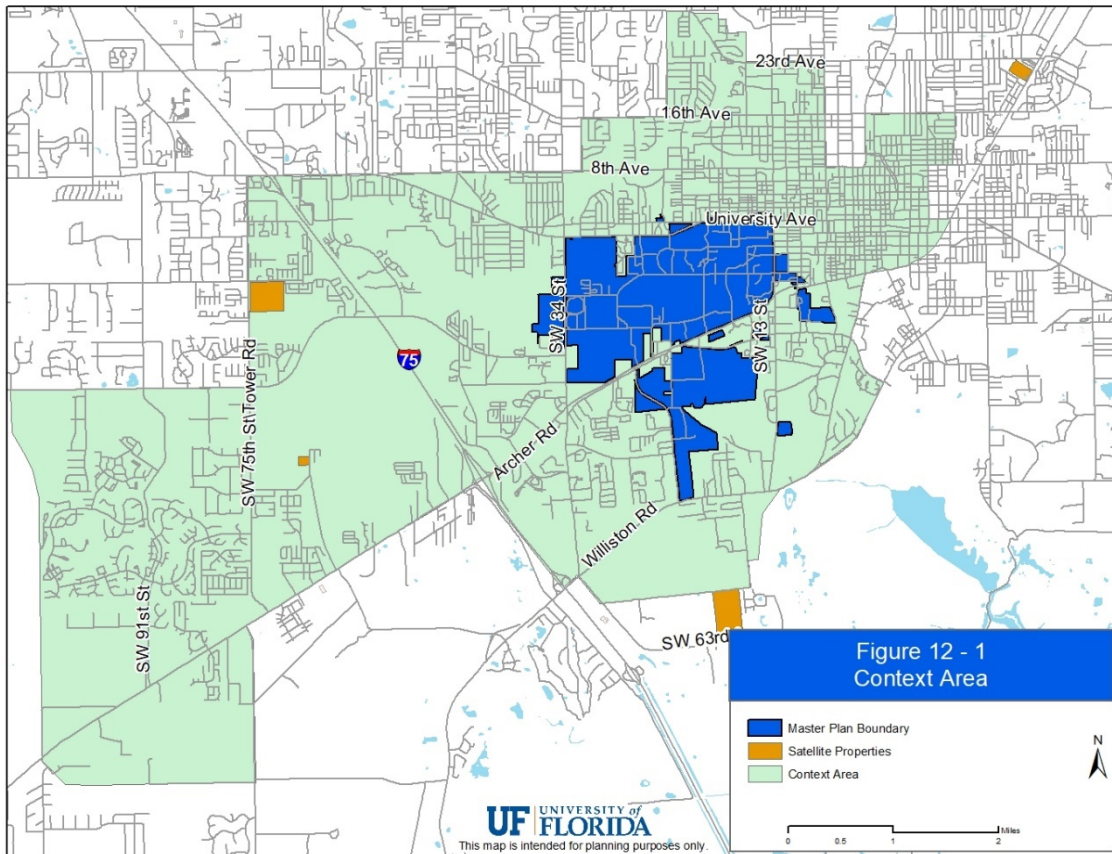 23rd Ave
16th Ave
8th Ave
University Ave
SW 34 St
SW 13 St
75
SW 75th St Tower Rd
Archer Rd
Williston Rd
SW 91st St
SW 63rd
Figure 12 - 1
Context Area
Master Plan Boundary
Satellite Properties
Context Area
N
Miles
0 0.5 1 2
UF UNIVERSITY of
FLORIDA
This map is intended for planning purposes only.